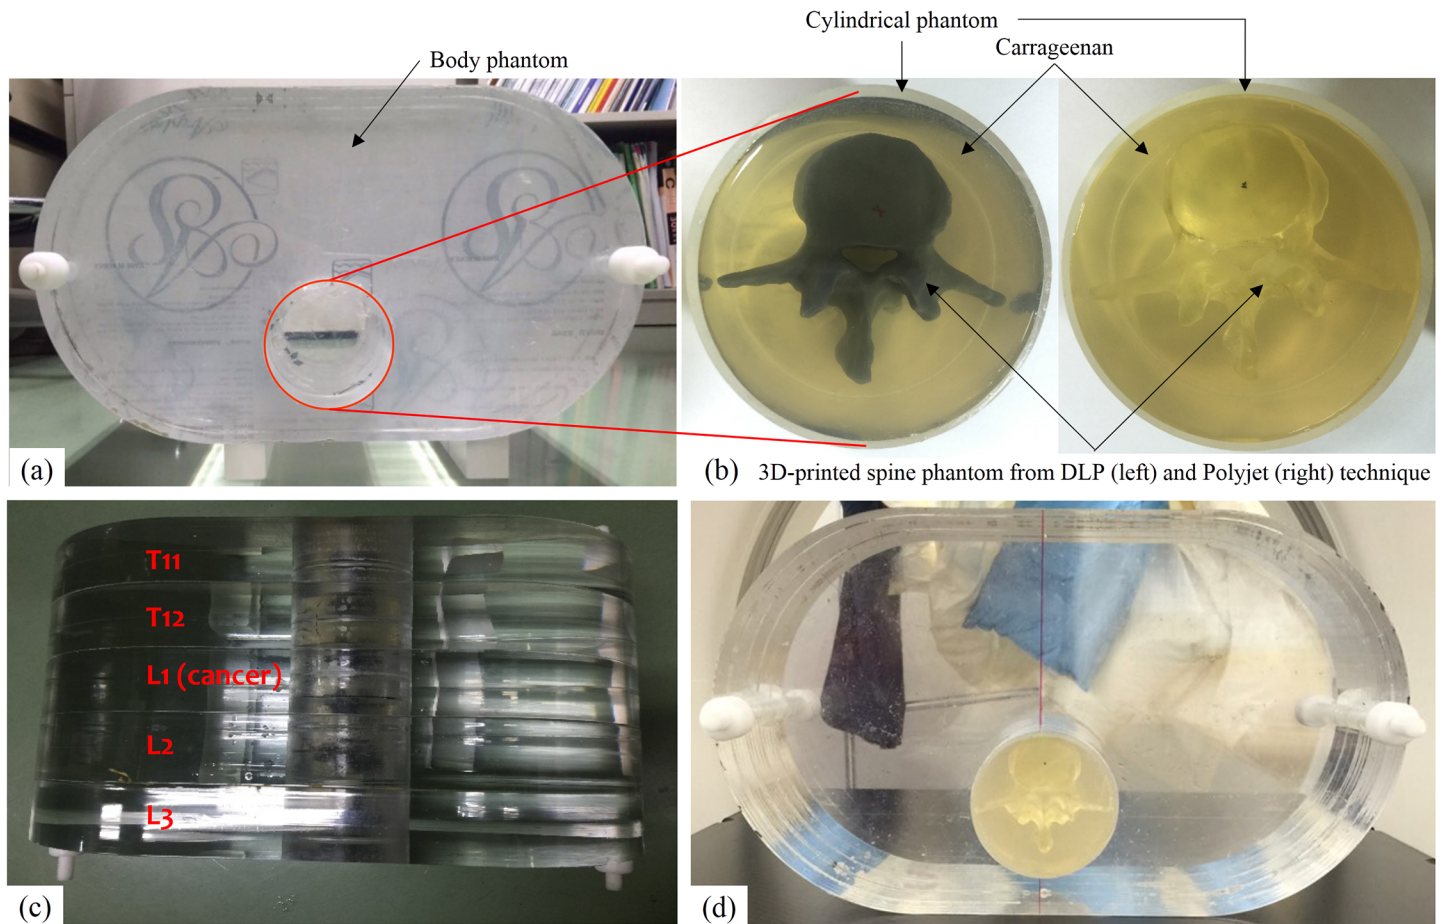 Cylindrical phantom
Body phantom
Carrageenan
(a)
(b) 3D-printed spine phantom from DLP (left) and Polyjet (right) technique
T11
T12
L1 (cancer)
L2
L3
(c)
(d)